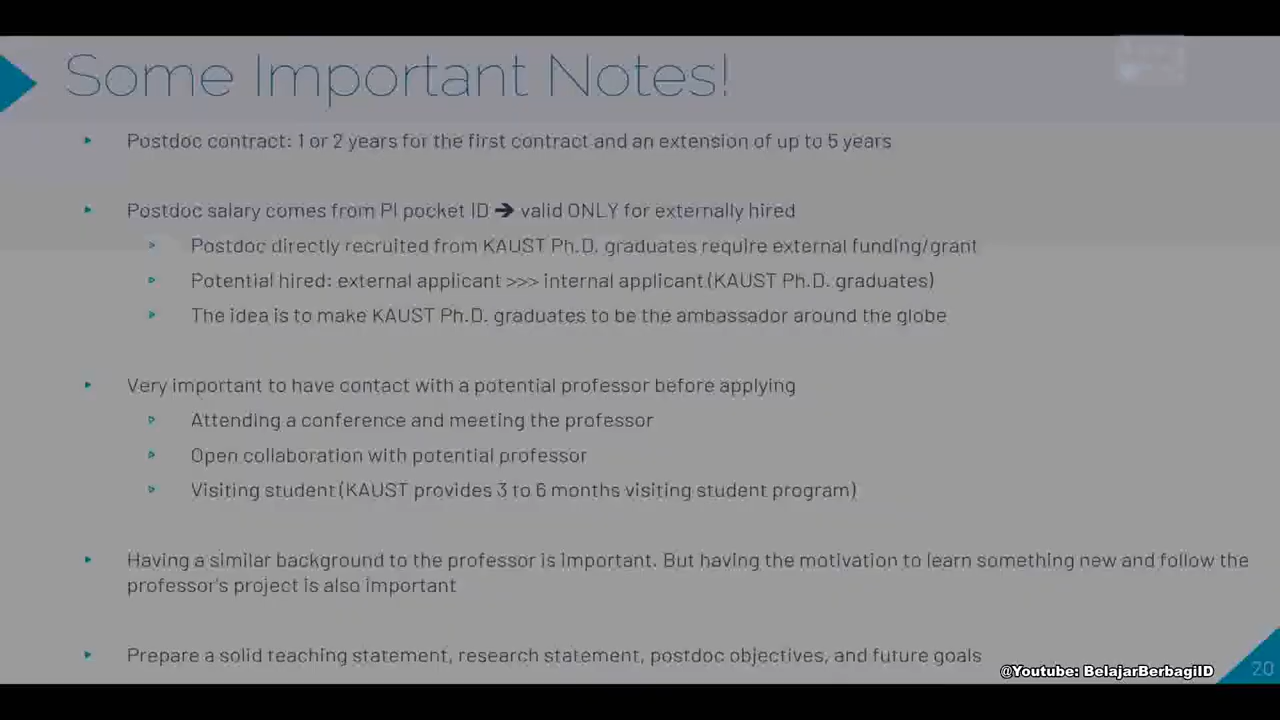 Some Important Notes!
Postdoc contract: 1 or 2 years for the first contract and an extension of up to 5 years
Postdoc salary comes from PI pocket ID ➔ valid ONLY for externally hired
Postdoc directly recruited from KAUST Ph.D. graduates require external funding/grant
Potential hired: external applicant >>> internal applicant (KAUST Ph.D. graduates)
The idea is to make KAUST Ph.D. graduates to be the ambassador around the globe
Very important to have contact with a potential professor before applying
Attending a conference and meeting the professor
Open collaboration with potential professor
Visiting student (KAUST provides 3 to 6 months visiting student program)
Having a similar background to the professor is important. But having the motivation to learn something new and follow the
professor's project is also important
Prepare a solid teaching statement, research statement, postdoc objectives, and future goals
@Youtube: BelajarBerbagiID
20